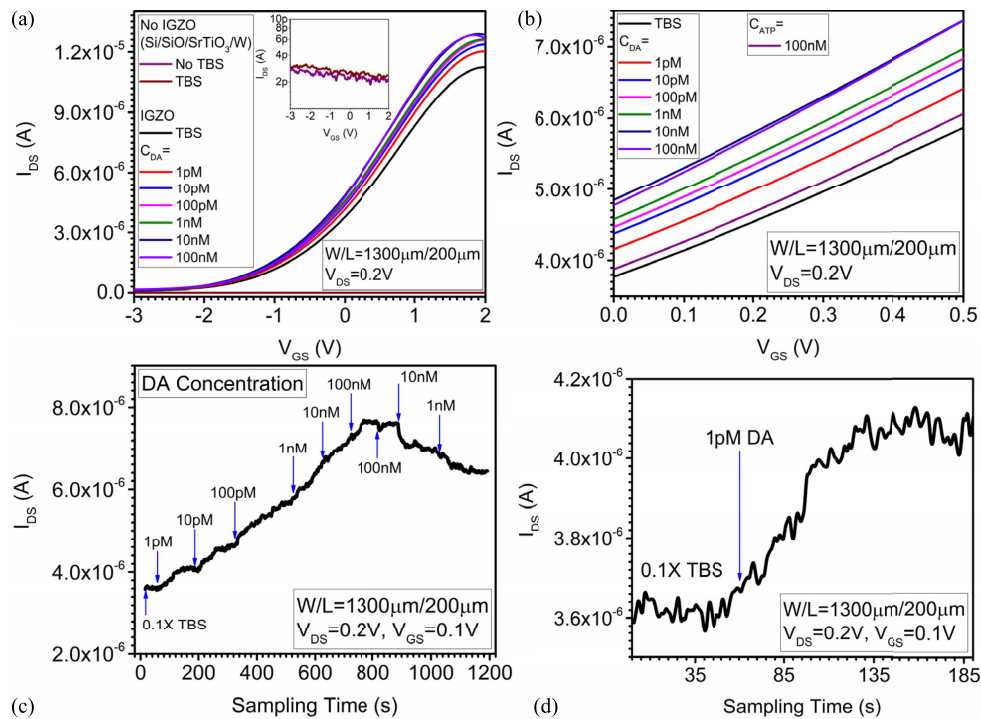 (a)
No IGZO
(Si/SiO/SrTiO3/W)
No TBS
TBS
IGZO
TBS
CDA=
1pM
10pM
100pM
1nM
10nM
100nM
1.2x10-5
9.0x10-6
6.0x10-6
3.0x10-6
0.0
IDS (A)
-3 -2 -1 0 1 2
VGS (V)
10p
8p
6p
4p
2p
IDS (A)
-3 -2 -1 0 1 2
VGS (V)
W/L=1300μm/200μm
VDS=0.2V
(b)
TBS
CDA=
1pM
10pM
100pM
1nM
10nM
100nM
CATP=
100nM
7.0x10-6
6.0x10-6
5.0x10-6
4.0x10-6
IDS (A)
0.0 0.1 0.2 0.3 0.4 0.5
VGS (V)
W/L=1300μm/200μm
VDS=0.2V
(c)
DA Concentration
8.0x10-6
6.0x10-6
4.0x10-6
2.0x10-6
IDS (A)
0.1X TBS
1pM
10pM
100pM
1nM
10nM
100nM
100nM
10nM
1nM
W/L=1300μm/200μm
VDS=0.2V, VGS=0.1V
0 200 400 600 800 1000 1200
Sampling Time (s)
(d)
4.2x10-6
4.0x10-6
3.8x10-6
3.6x10-6
IDS (A)
1pM DA
0.1X TBS
W/L=1300μm/200μm
VDS=0.2V, VGS=0.1V
35 85 135 185
Sampling Time (s)